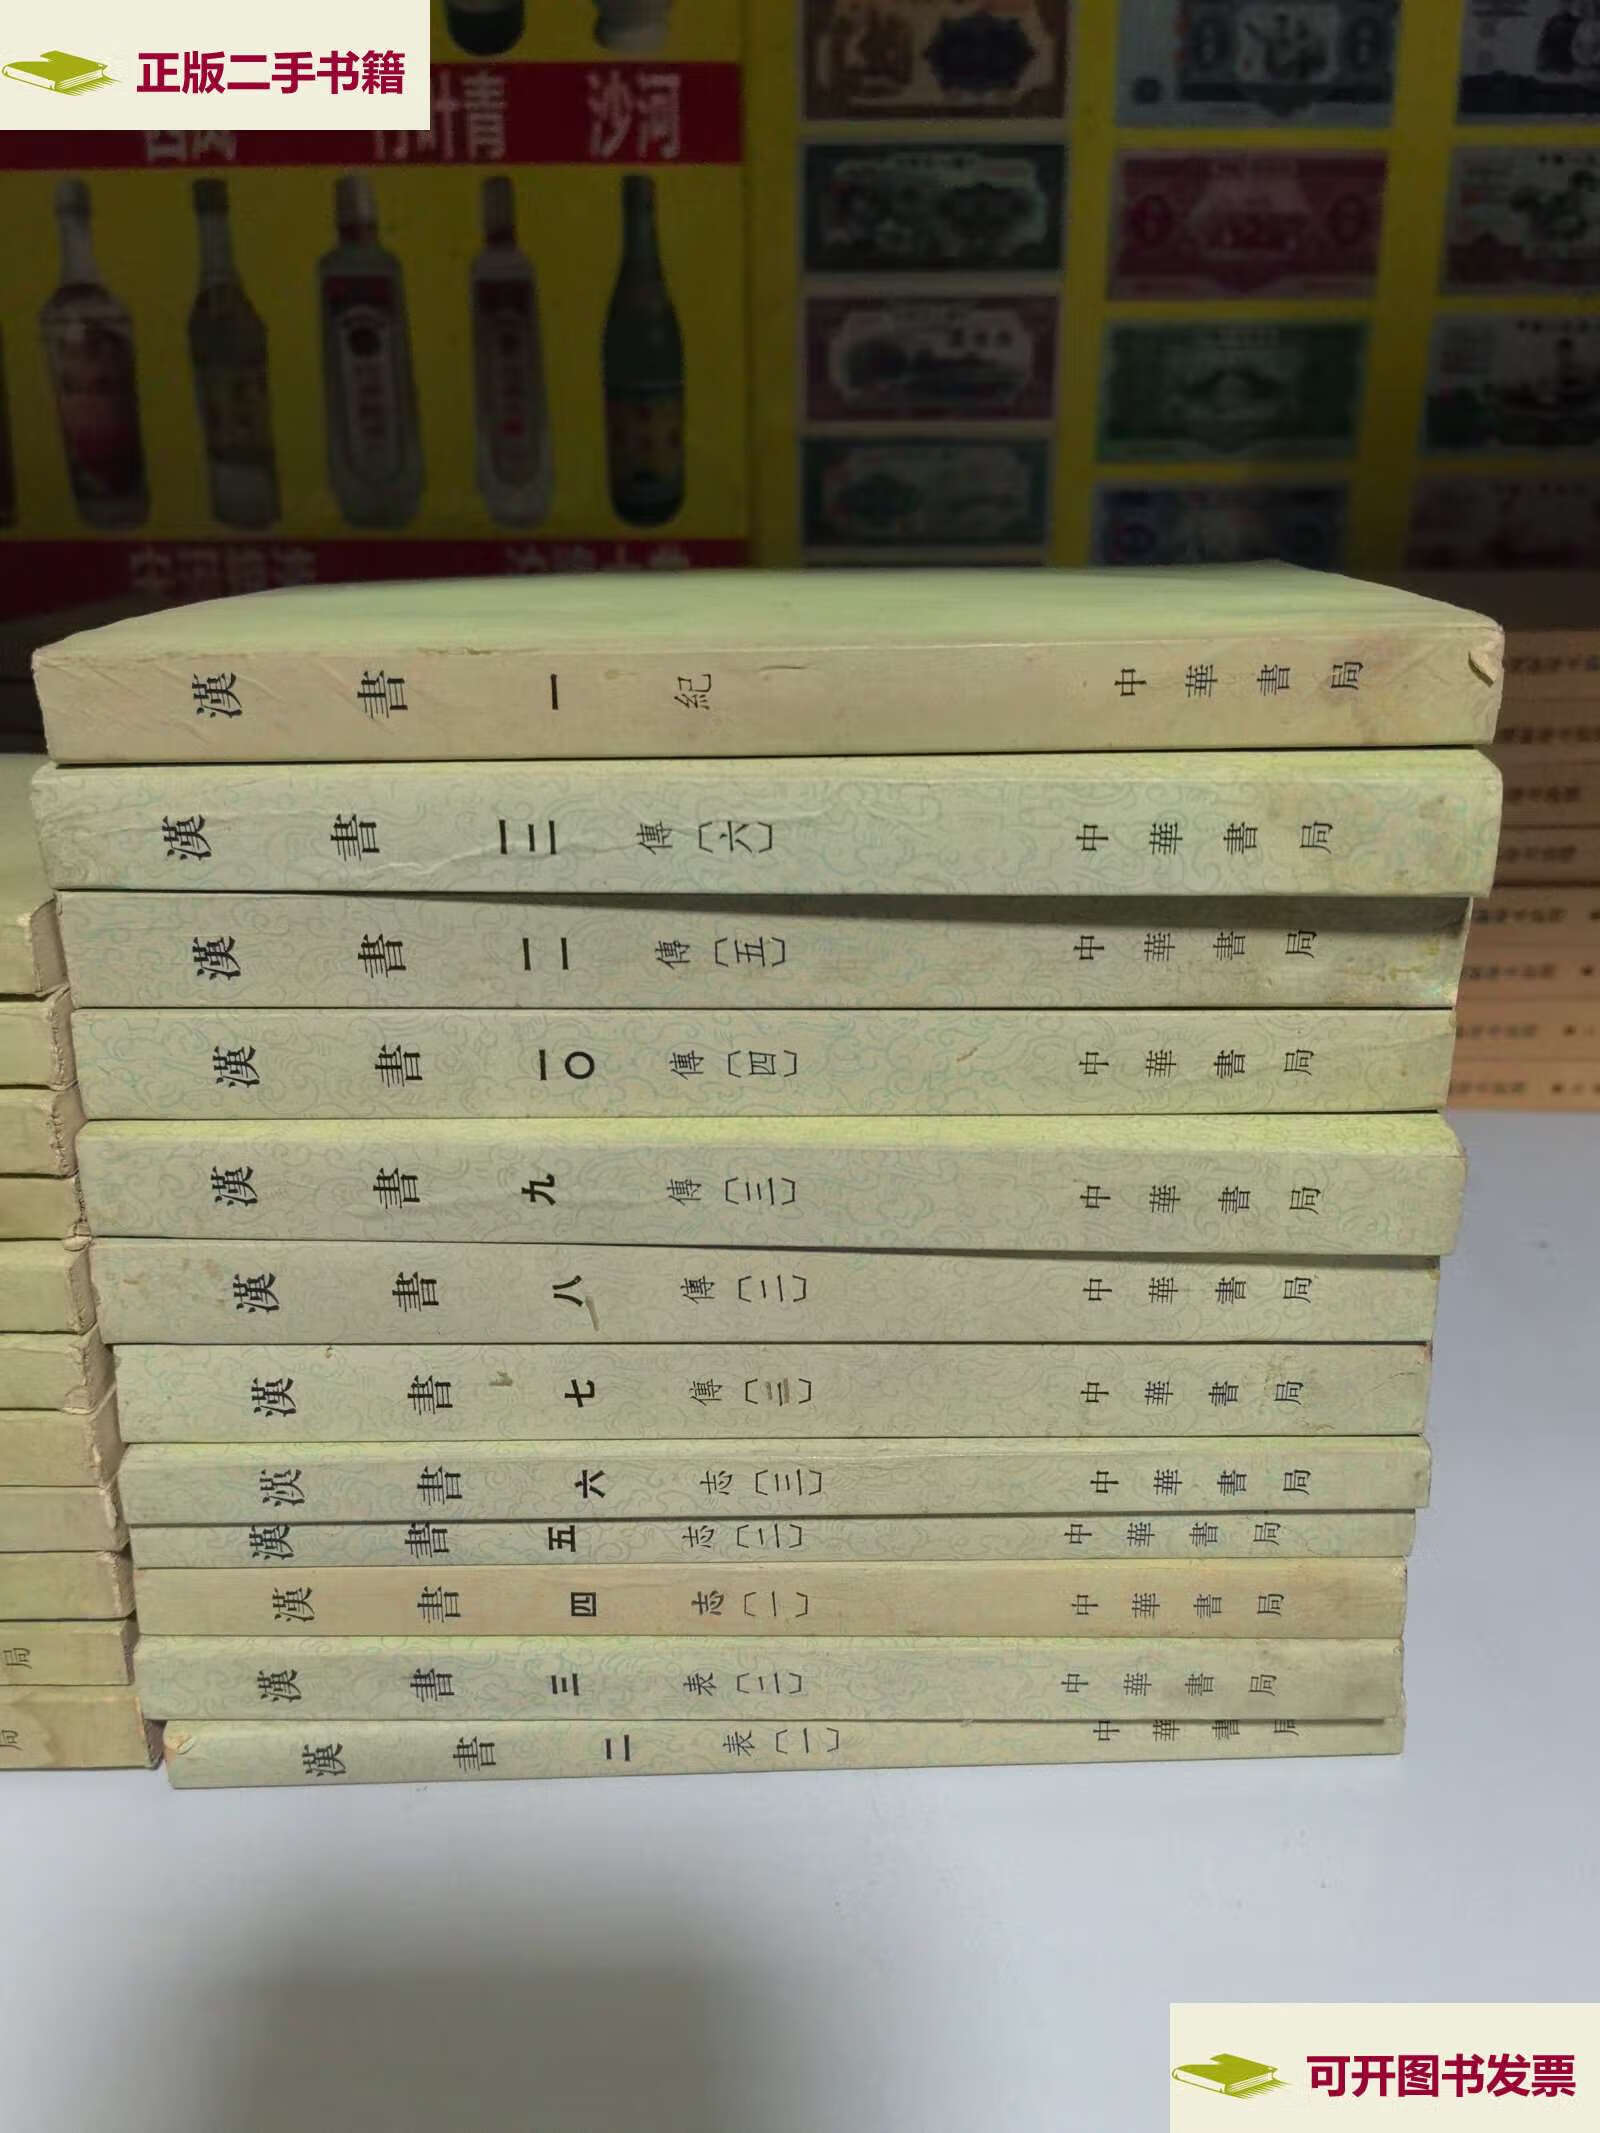 正版二手书籍
沙河
漢書 一 紀 中華書局
漢書 一二 傳〔六〕 中華書局
漢書 一一 傳〔五〕 中華書局
漢書 一〇 傳〔四〕 中華書局
漢書 九 傳〔三〕 中華書局
漢書 八 傳〔二〕 中華書局
漢書 七 傳〔一〕 中華書局
漢書 六 志〔三〕 中華書局
漢書 五 志〔二〕 中華書局
漢書 四 志〔一〕 中華書局
漢書 三 表〔二〕 中華書局
漢書 二 表〔一〕 中華書局
局
局
可开图书发票